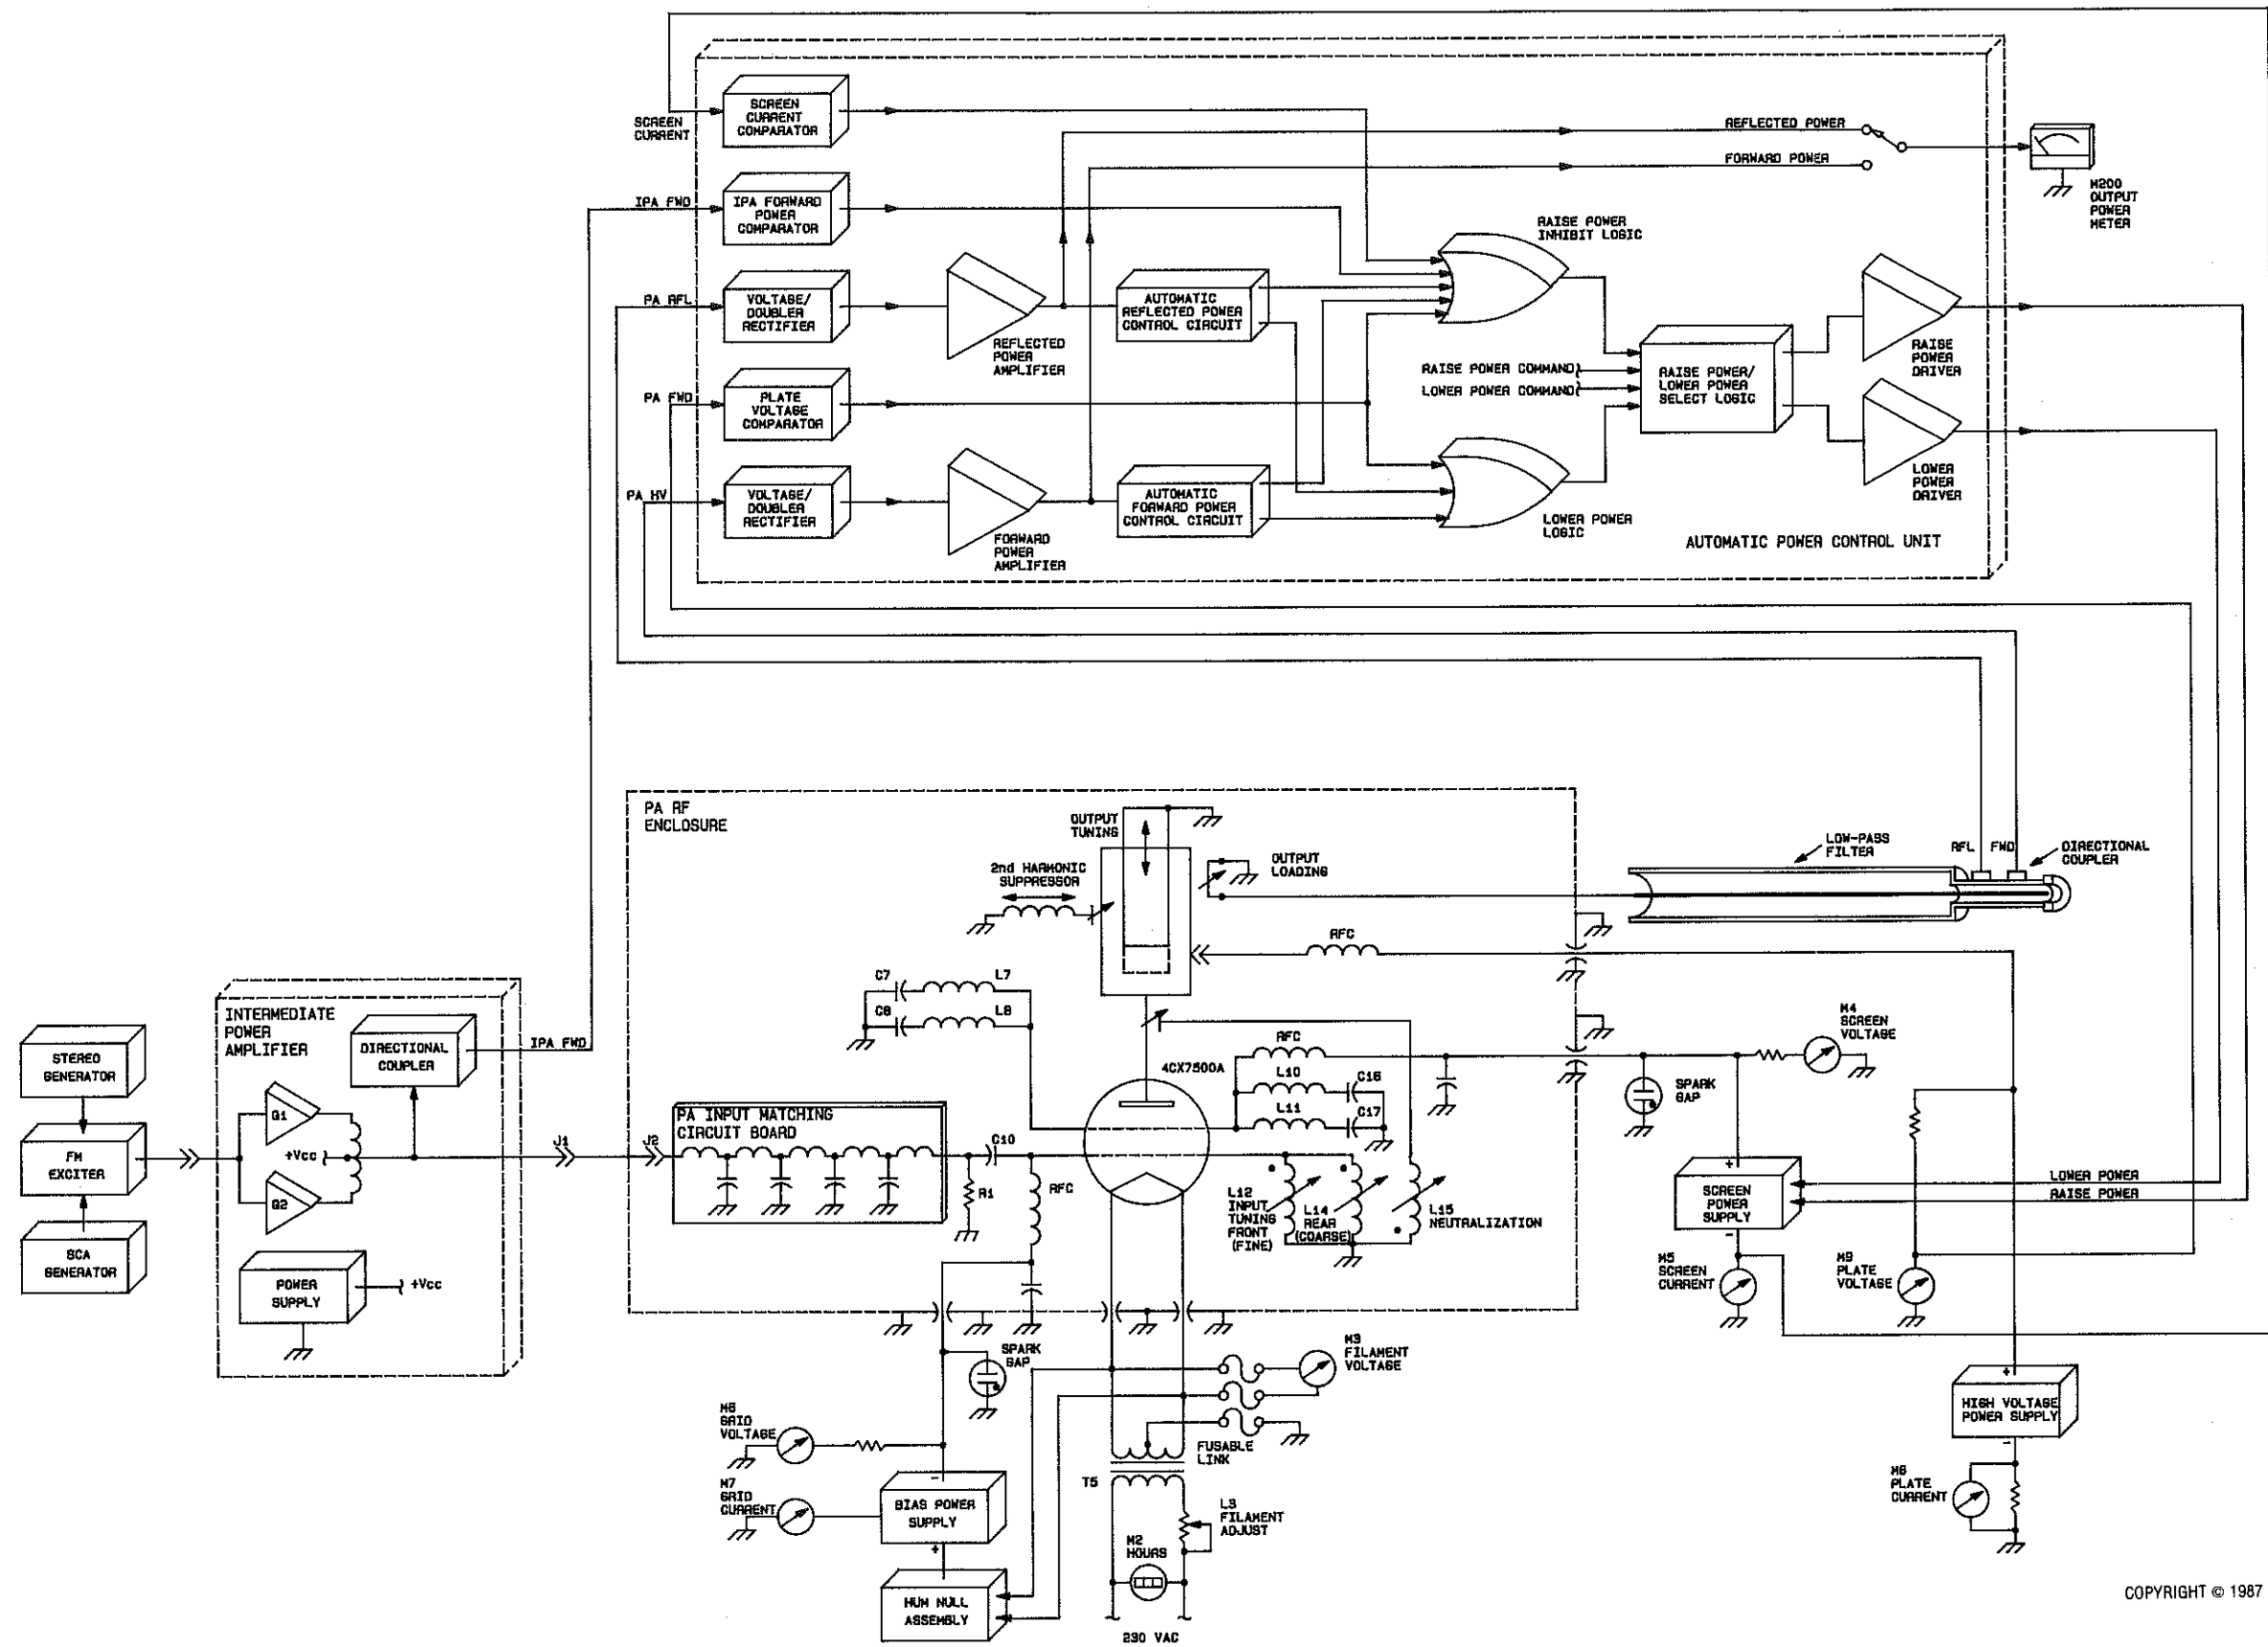 SCREEN
CURRENT
COMPARATOR
SCREEN
CURRENT
REFLECTED POWER
FORWARD POWER
M200
OUTPUT
POWER
METER
IPA FWD
IPA FORWARD
POWER
COMPARATOR
RAISE POWER
INHIBIT LOGIC
PA RFL
VOLTAGE/
DOUBLER
RECTIFIER
REFLECTED
POWER
AMPLIFIER
AUTOMATIC
REFLECTED POWER
CONTROL CIRCUIT
RAISE
POWER
DRIVER
RAISE POWER COMMAND
LOWER POWER COMMAND
RAISE POWER/
LOWER POWER
SELECT LOGIC
PA FWD
PLATE
VOLTAGE
COMPARATOR
PA HV
VOLTAGE/
DOUBLER
RECTIFIER
FORWARD
POWER
AMPLIFIER
AUTOMATIC
FORWARD POWER
CONTROL CIRCUIT
LOWER POWER
LOGIC
LOWER
POWER
DRIVER
AUTOMATIC POWER CONTROL UNIT
PA RF
ENCLOSURE
OUTPUT
TUNING
2nd HARMONIC
SUPPRESSOR
OUTPUT
LOADING
LOW-PASS
FILTER
RFL FWD
DIRECTIONAL
COUPLER
RFC
C7
L7
C8
L8
4CX7500A
RFC
L10
C16
L11
C17
M4
SCREEN
VOLTAGE
SPARK
GAP
STEREO
GENERATOR
FM
EXCITER
SCA
GENERATOR
INTERMEDIATE
POWER
AMPLIFIER
DIRECTIONAL
COUPLER
IPA FWD
Q1
+Vcc
Q2
POWER
SUPPLY
+Vcc
J1
J2
PA INPUT MATCHING
CIRCUIT BOARD
C10
R1
RFC
L12
INPUT
TUNING
FRONT
(FINE)
L14
REAR
(COARSE)
L15
NEUTRALIZATION
+
SCREEN
POWER
SUPPLY
-
LOWER POWER
RAISE POWER
M5
SCREEN
CURRENT
M9
PLATE
VOLTAGE
SPARK
GAP
M3
FILAMENT
VOLTAGE
FUSABLE
LINK
M6
GRID
VOLTAGE
M7
GRID
CURRENT
-
BIAS POWER
SUPPLY
+
HUM NULL
ASSEMBLY
T5
L3
FILAMENT
ADJUST
M2
HOURS
230 VAC
+
HIGH VOLTAGE
POWER SUPPLY
-
M8
PLATE
CURRENT
COPYRIGHT © 1987